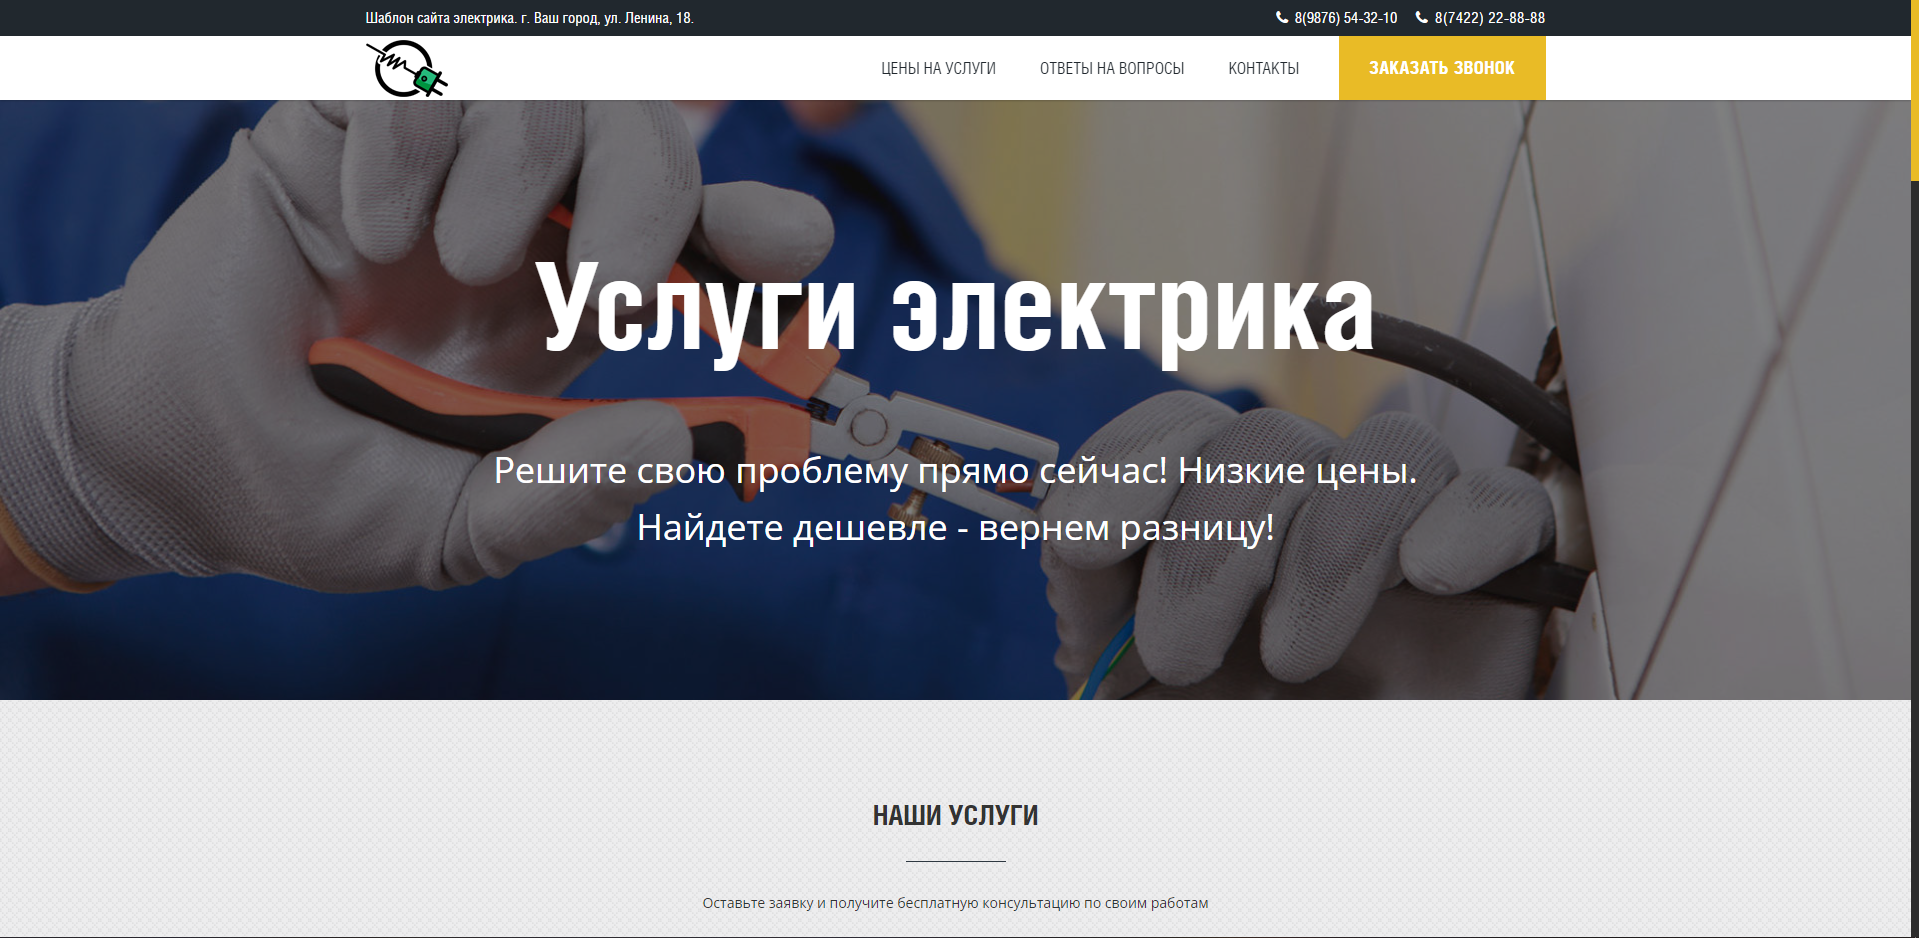 Шаблон сайта электрика. г. Ваш город, ул. Ленина, 18.
8(9876) 54-32-10
8(7422) 22-88-88
ЦЕНЫ НА УСЛУГИ
ОТВЕТЫ НА ВОПРОСЫ
КОНТАКТЫ
ЗАКАЗАТЬ ЗВОНОК
Услуги электрика
Решите свою проблему прямо сейчас! Низкие цены.
Найдете дешевле - вернем разницу!
НАШИ УСЛУГИ
Оставьте заявку и получите бесплатную консультацию по своим работам